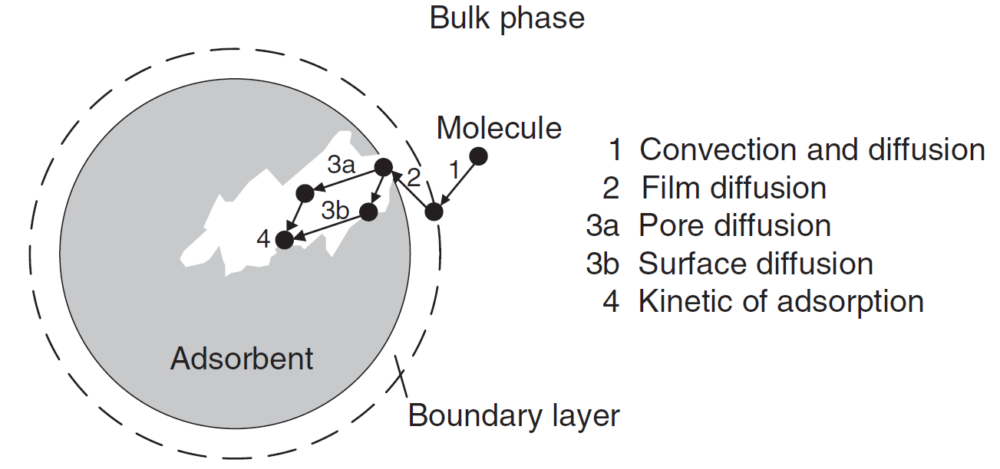 Bulk phase
Molecule
3a
2
1
3b
4
Adsorbent
Boundary layer
1 Convection and diffusion
2 Film diffusion
3a Pore diffusion
3b Surface diffusion
4 Kinetic of adsorption